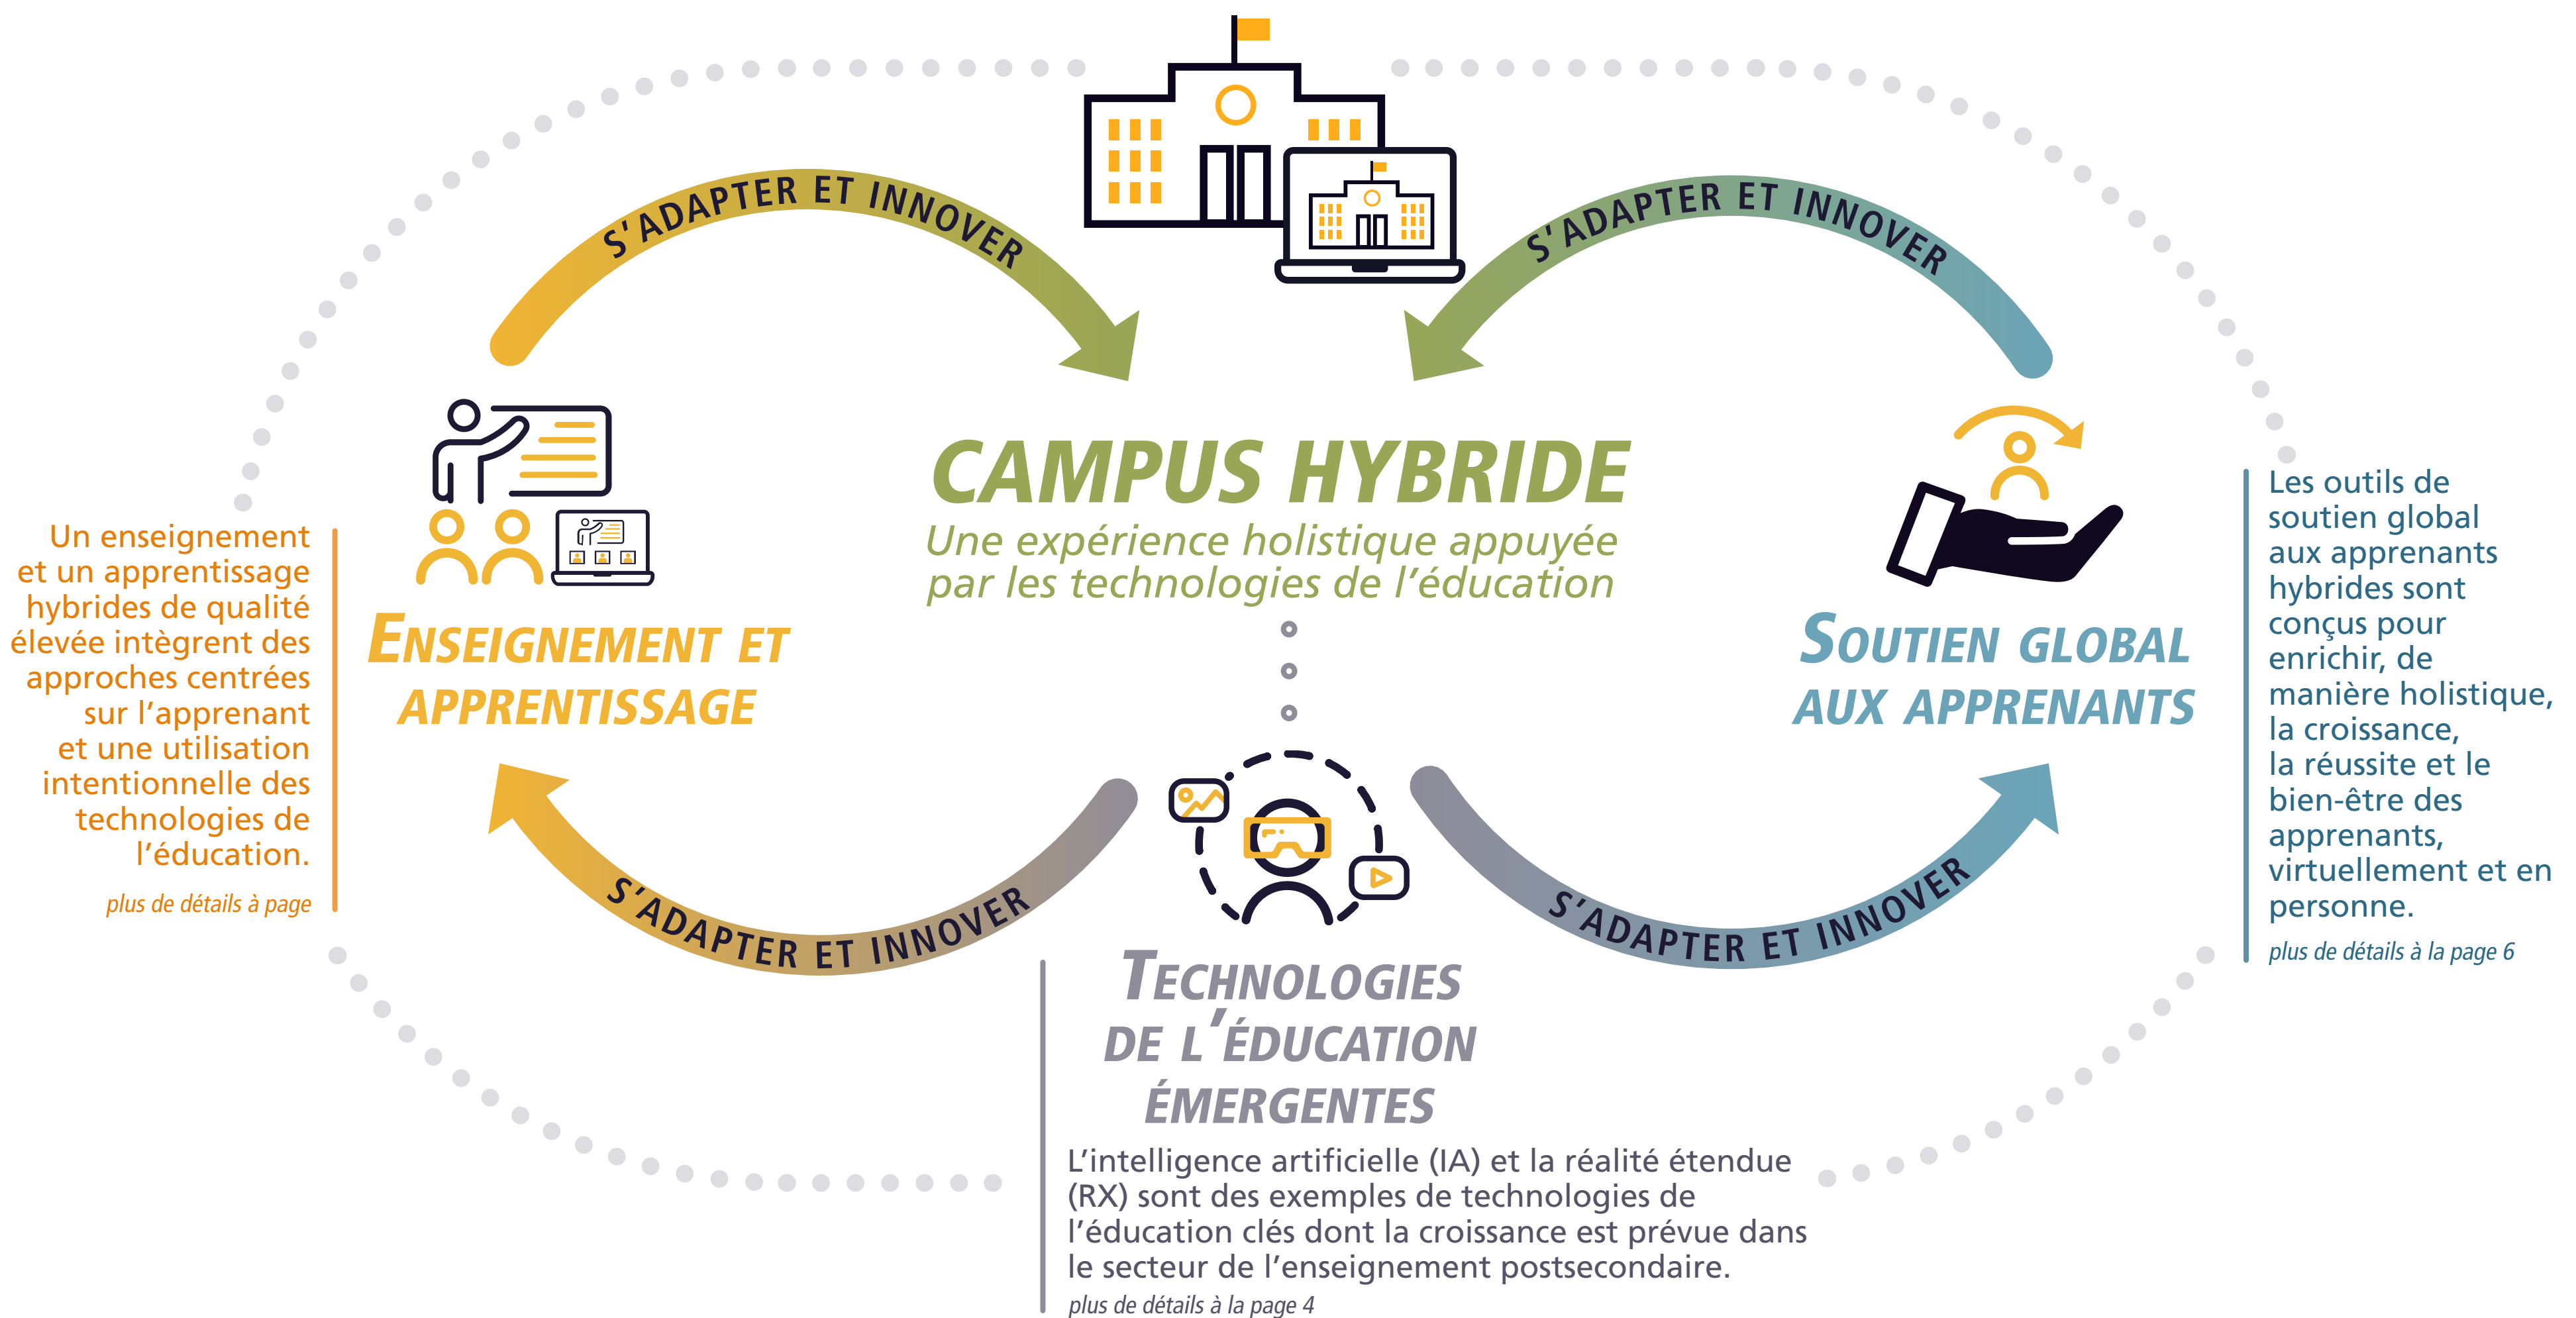 S'ADAPTER ET INNOVER
S'ADAPTER ET INNOVER
CAMPUS HYBRIDE
Une expérience holistique appuyée
par les technologies de l'éducation
Un enseignement
et un apprentissage
hybrides de qualité
élevée intègrent des
approches centrées
sur l'apprenant
et une utilisation
intentionnelle des
technologies de
l'éducation.
plus de détails à page
ENSEIGNEMENT ET
APPRENTISSAGE
SOUTIEN GLOBAL
AUX APPRENANTS
Les outils de
soutien global
aux apprenants
hybrides sont
conçus pour
enrichir, de
manière holistique,
la croissance,
la réussite et le
bien-être des
apprenants,
virtuellement et en
personne.
plus de détails à la page 6
S'ADAPTER ET INNOVER
S'ADAPTER ET INNOVER
TECHNOLOGIES
DE L'ÉDUCATION
ÉMERGENTES
L'intelligence artificielle (IA) et la réalité étendue
(RX) sont des exemples de technologies de
l'éducation clés dont la croissance est prévue dans
le secteur de l'enseignement postsecondaire.
plus de détails à la page 4